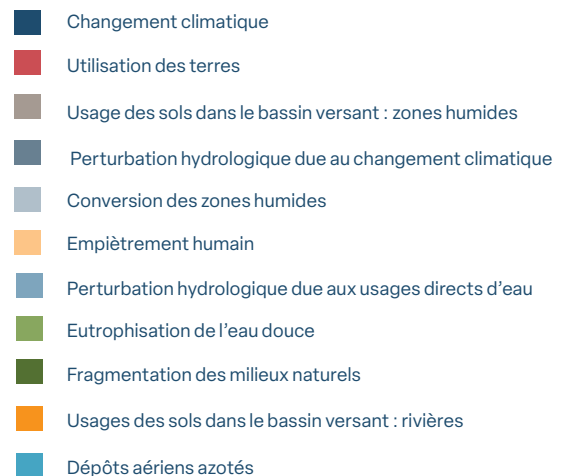 Changement climatique
Utilisation des terres
Usage des sols dans le bassin versant : zones humides
Perturbation hydrologique due au changement climatique
Conversion des zones humides
Empiètrement humain
Perturbation hydrologique due aux usages directs d'eau
Eutrophisation de l'eau douce
Fragmentation des milieux naturels
Usages des sols dans le bassin versant : rivières
Dépôts aériens azotés